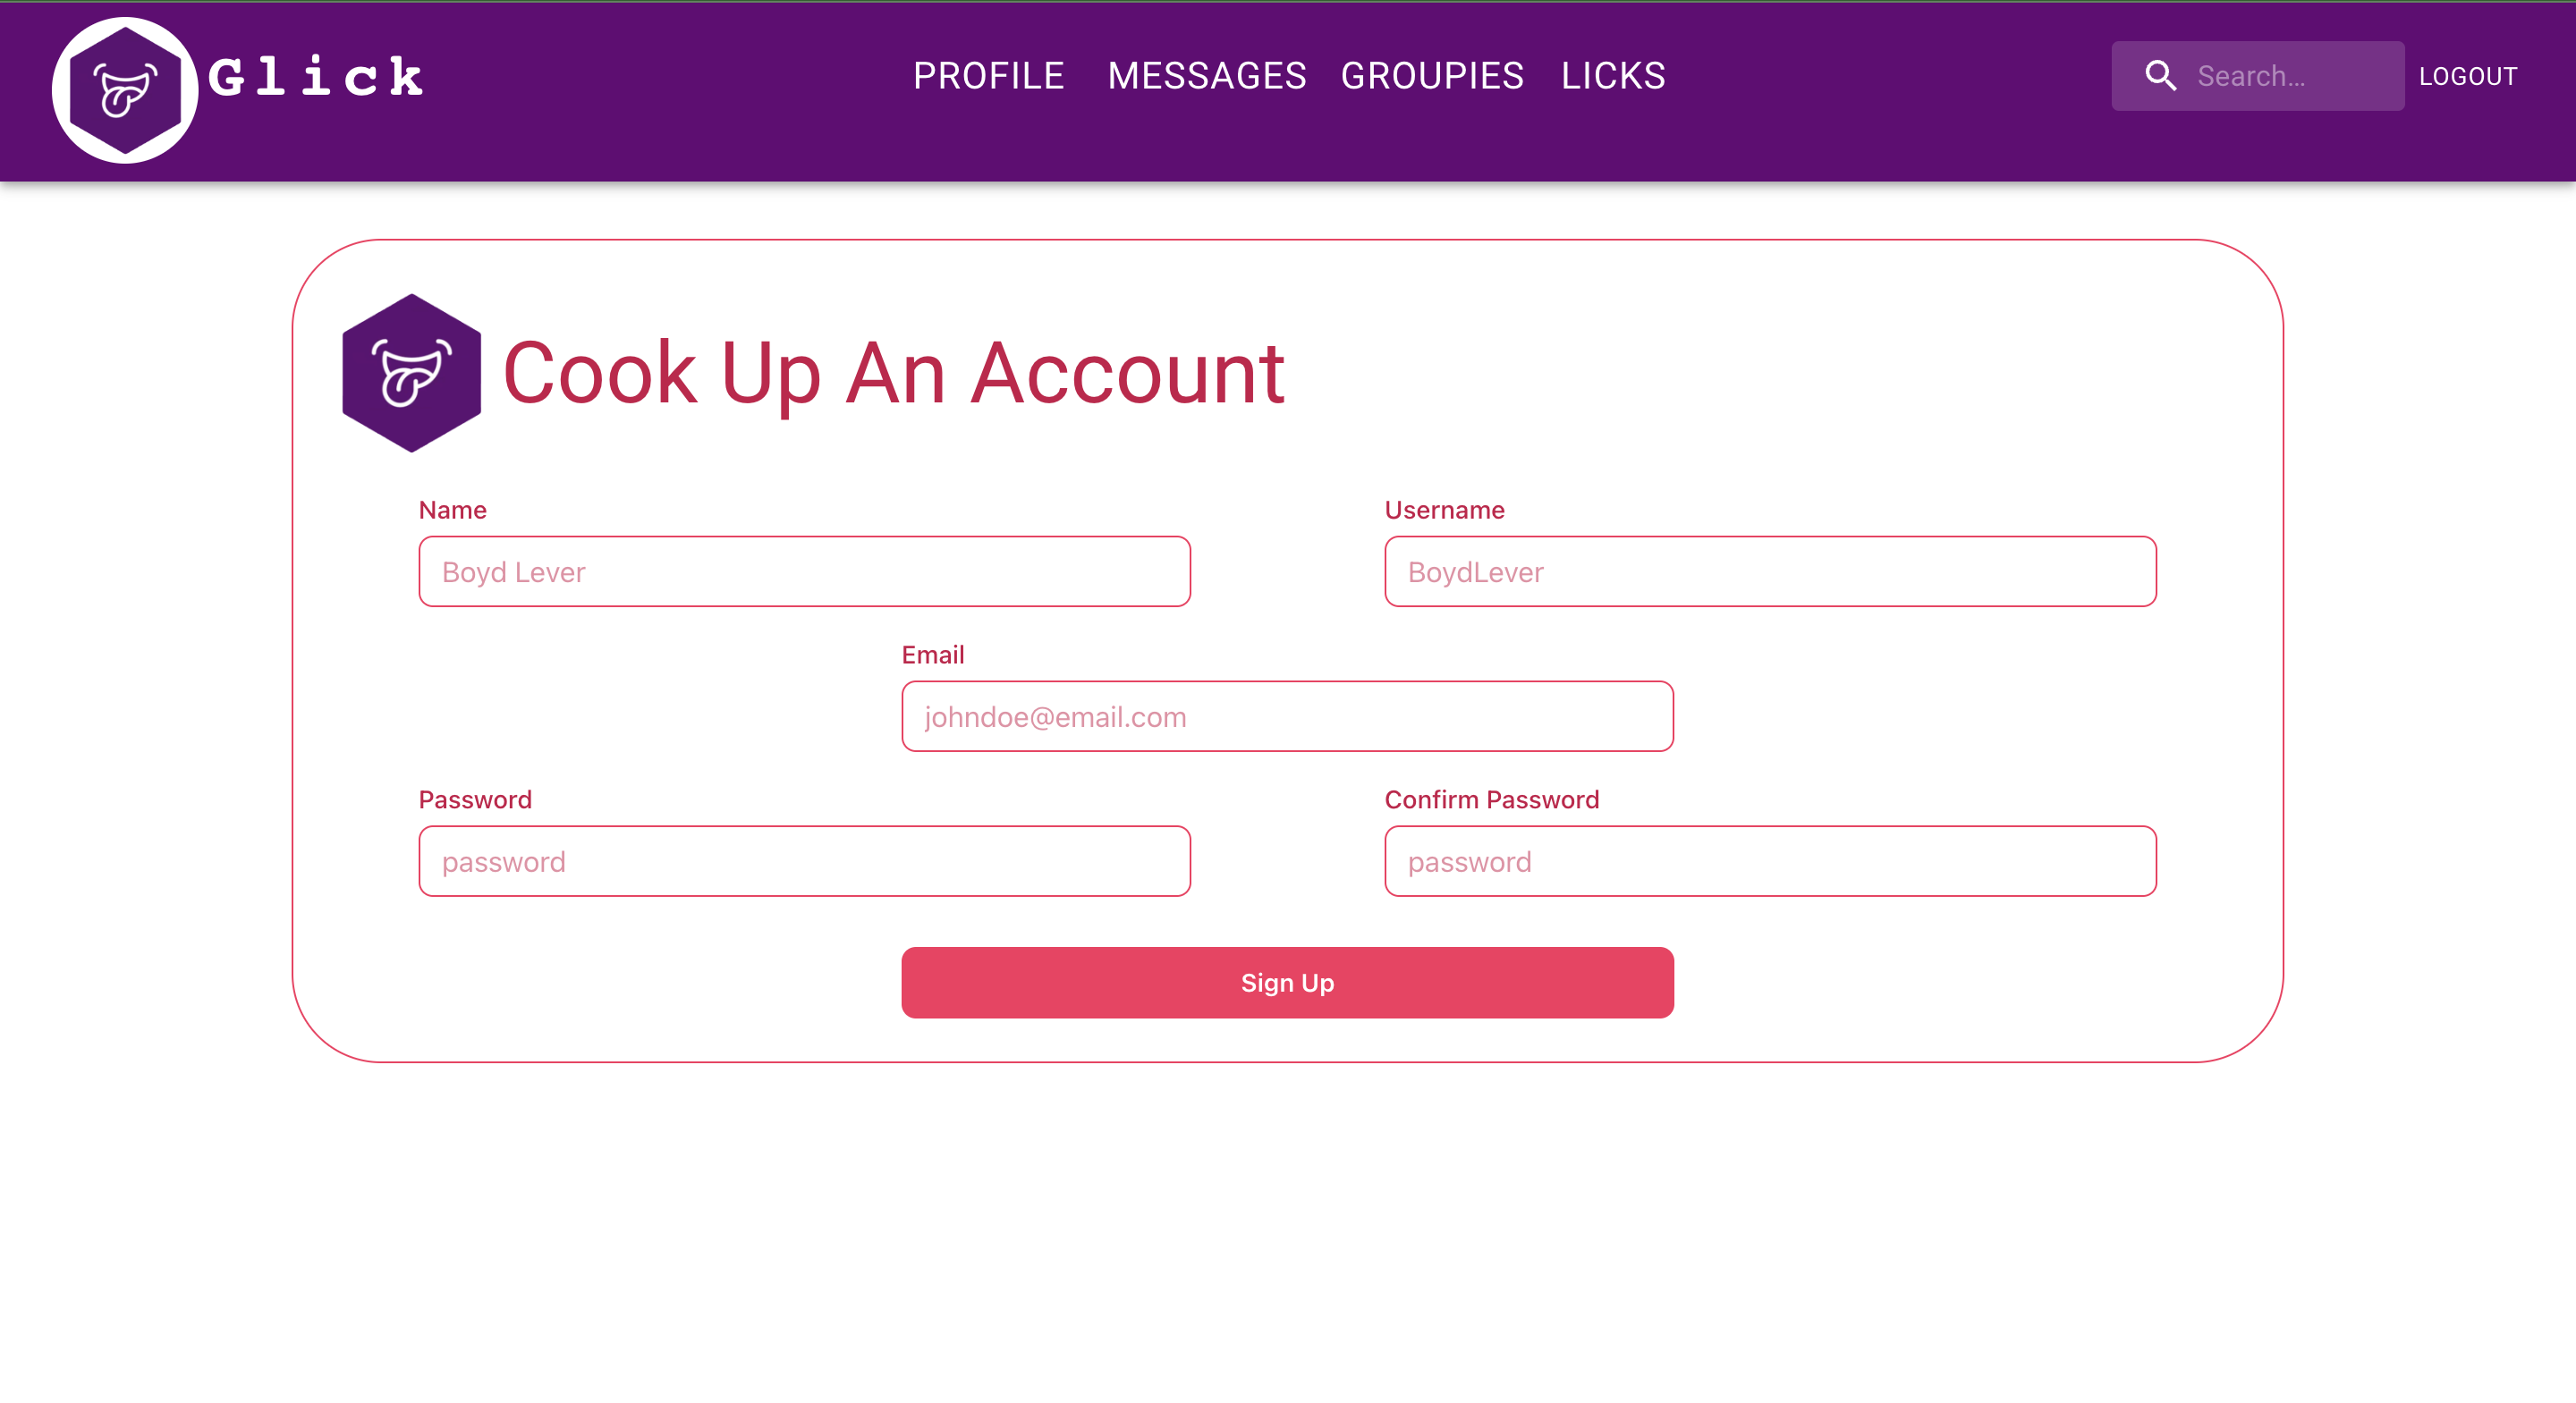 Glick
PROFILE MESSAGES GROUPIES LICKS
Search...
LOGOUT
Cook Up An Account
Name
Username
Boyd Lever
BoydLever
Email
johndoe@email.com
Password
Confirm Password
password
password
Sign Up